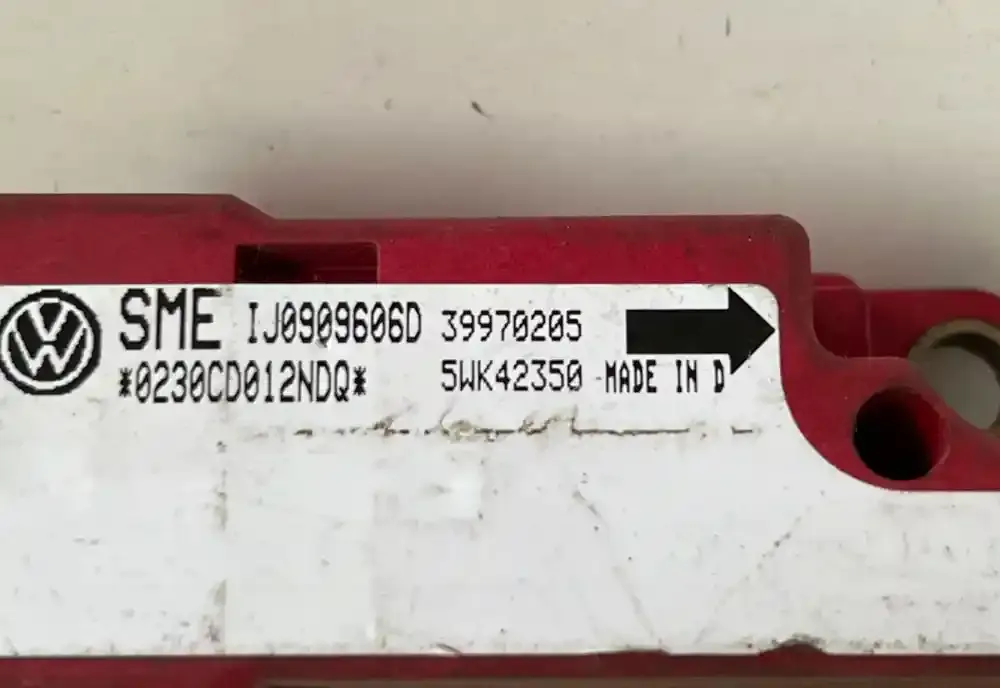 SME IJ0909606D 39970205
*0230CD012NDQ* 5WK42350 -MADE IN D